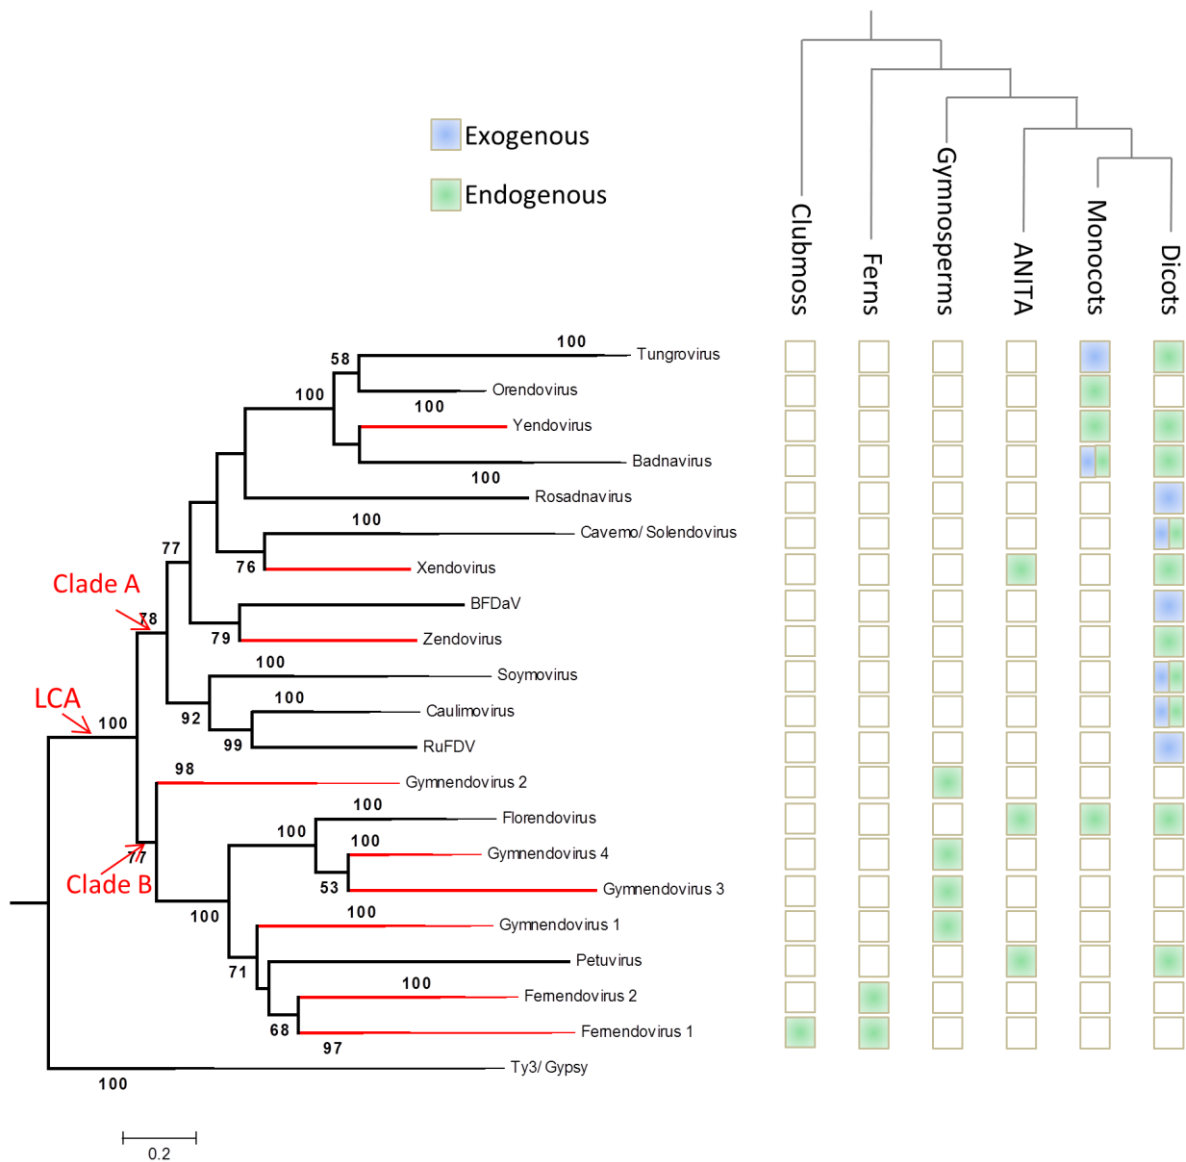 Exogenous
Endogenous
Clubmoss
Ferns
Gymnosperms
ANITA
Monocots
Dicots
100
58
Tungrovirus
100
Orendovirus
100
Yendovirus
Badnavirus
100
Rosadnavirus
100
Cavemo/ Solendovirus
77
76
Xendovirus
Clade A
BFDaV
78
79
Zendovirus
100
Soymovirus
LCA
100
92
100
Caulimovirus
99
RuFDV
98
Gymnendovirus 2
100
Florendovirus
100
100
Gymnendovirus 4
77
Clade B
53
Gymnendovirus 3
100
100
Gymnendovirus 1
71
Petuvirus
100
Fernendovirus 2
68
Fernendovirus 1
97
Ty3/ Gypsy
100
0.2